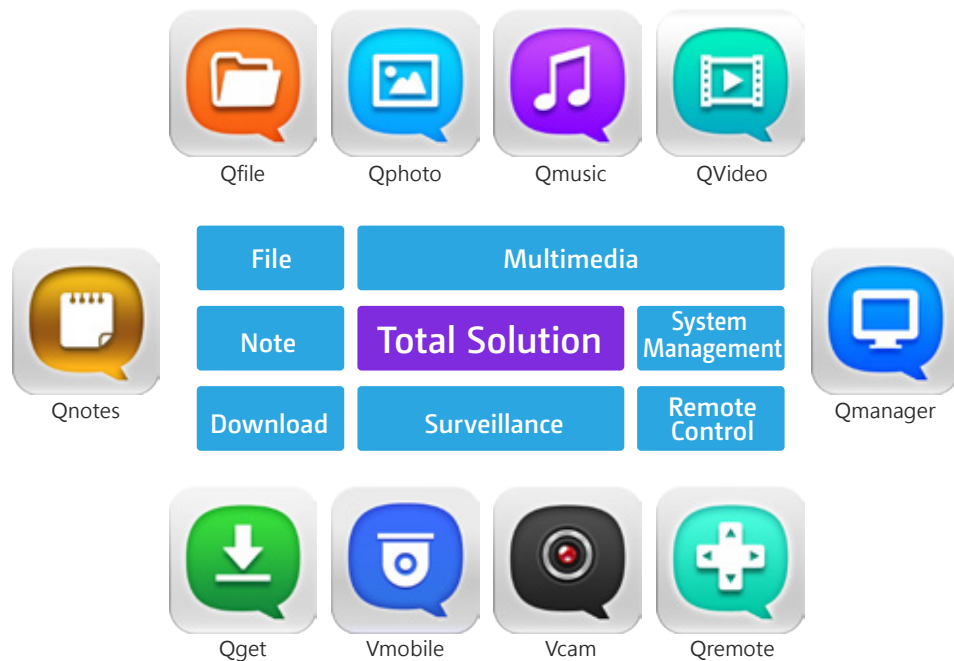 Qfile
Qphoto
Qmusic
QVideo
File
Multimedia
Qnotes
Note
Total Solution
System
Management
Qmanager
Download
Surveillance
Remote
Control
Qget
Vmobile
Vcam
Qremote